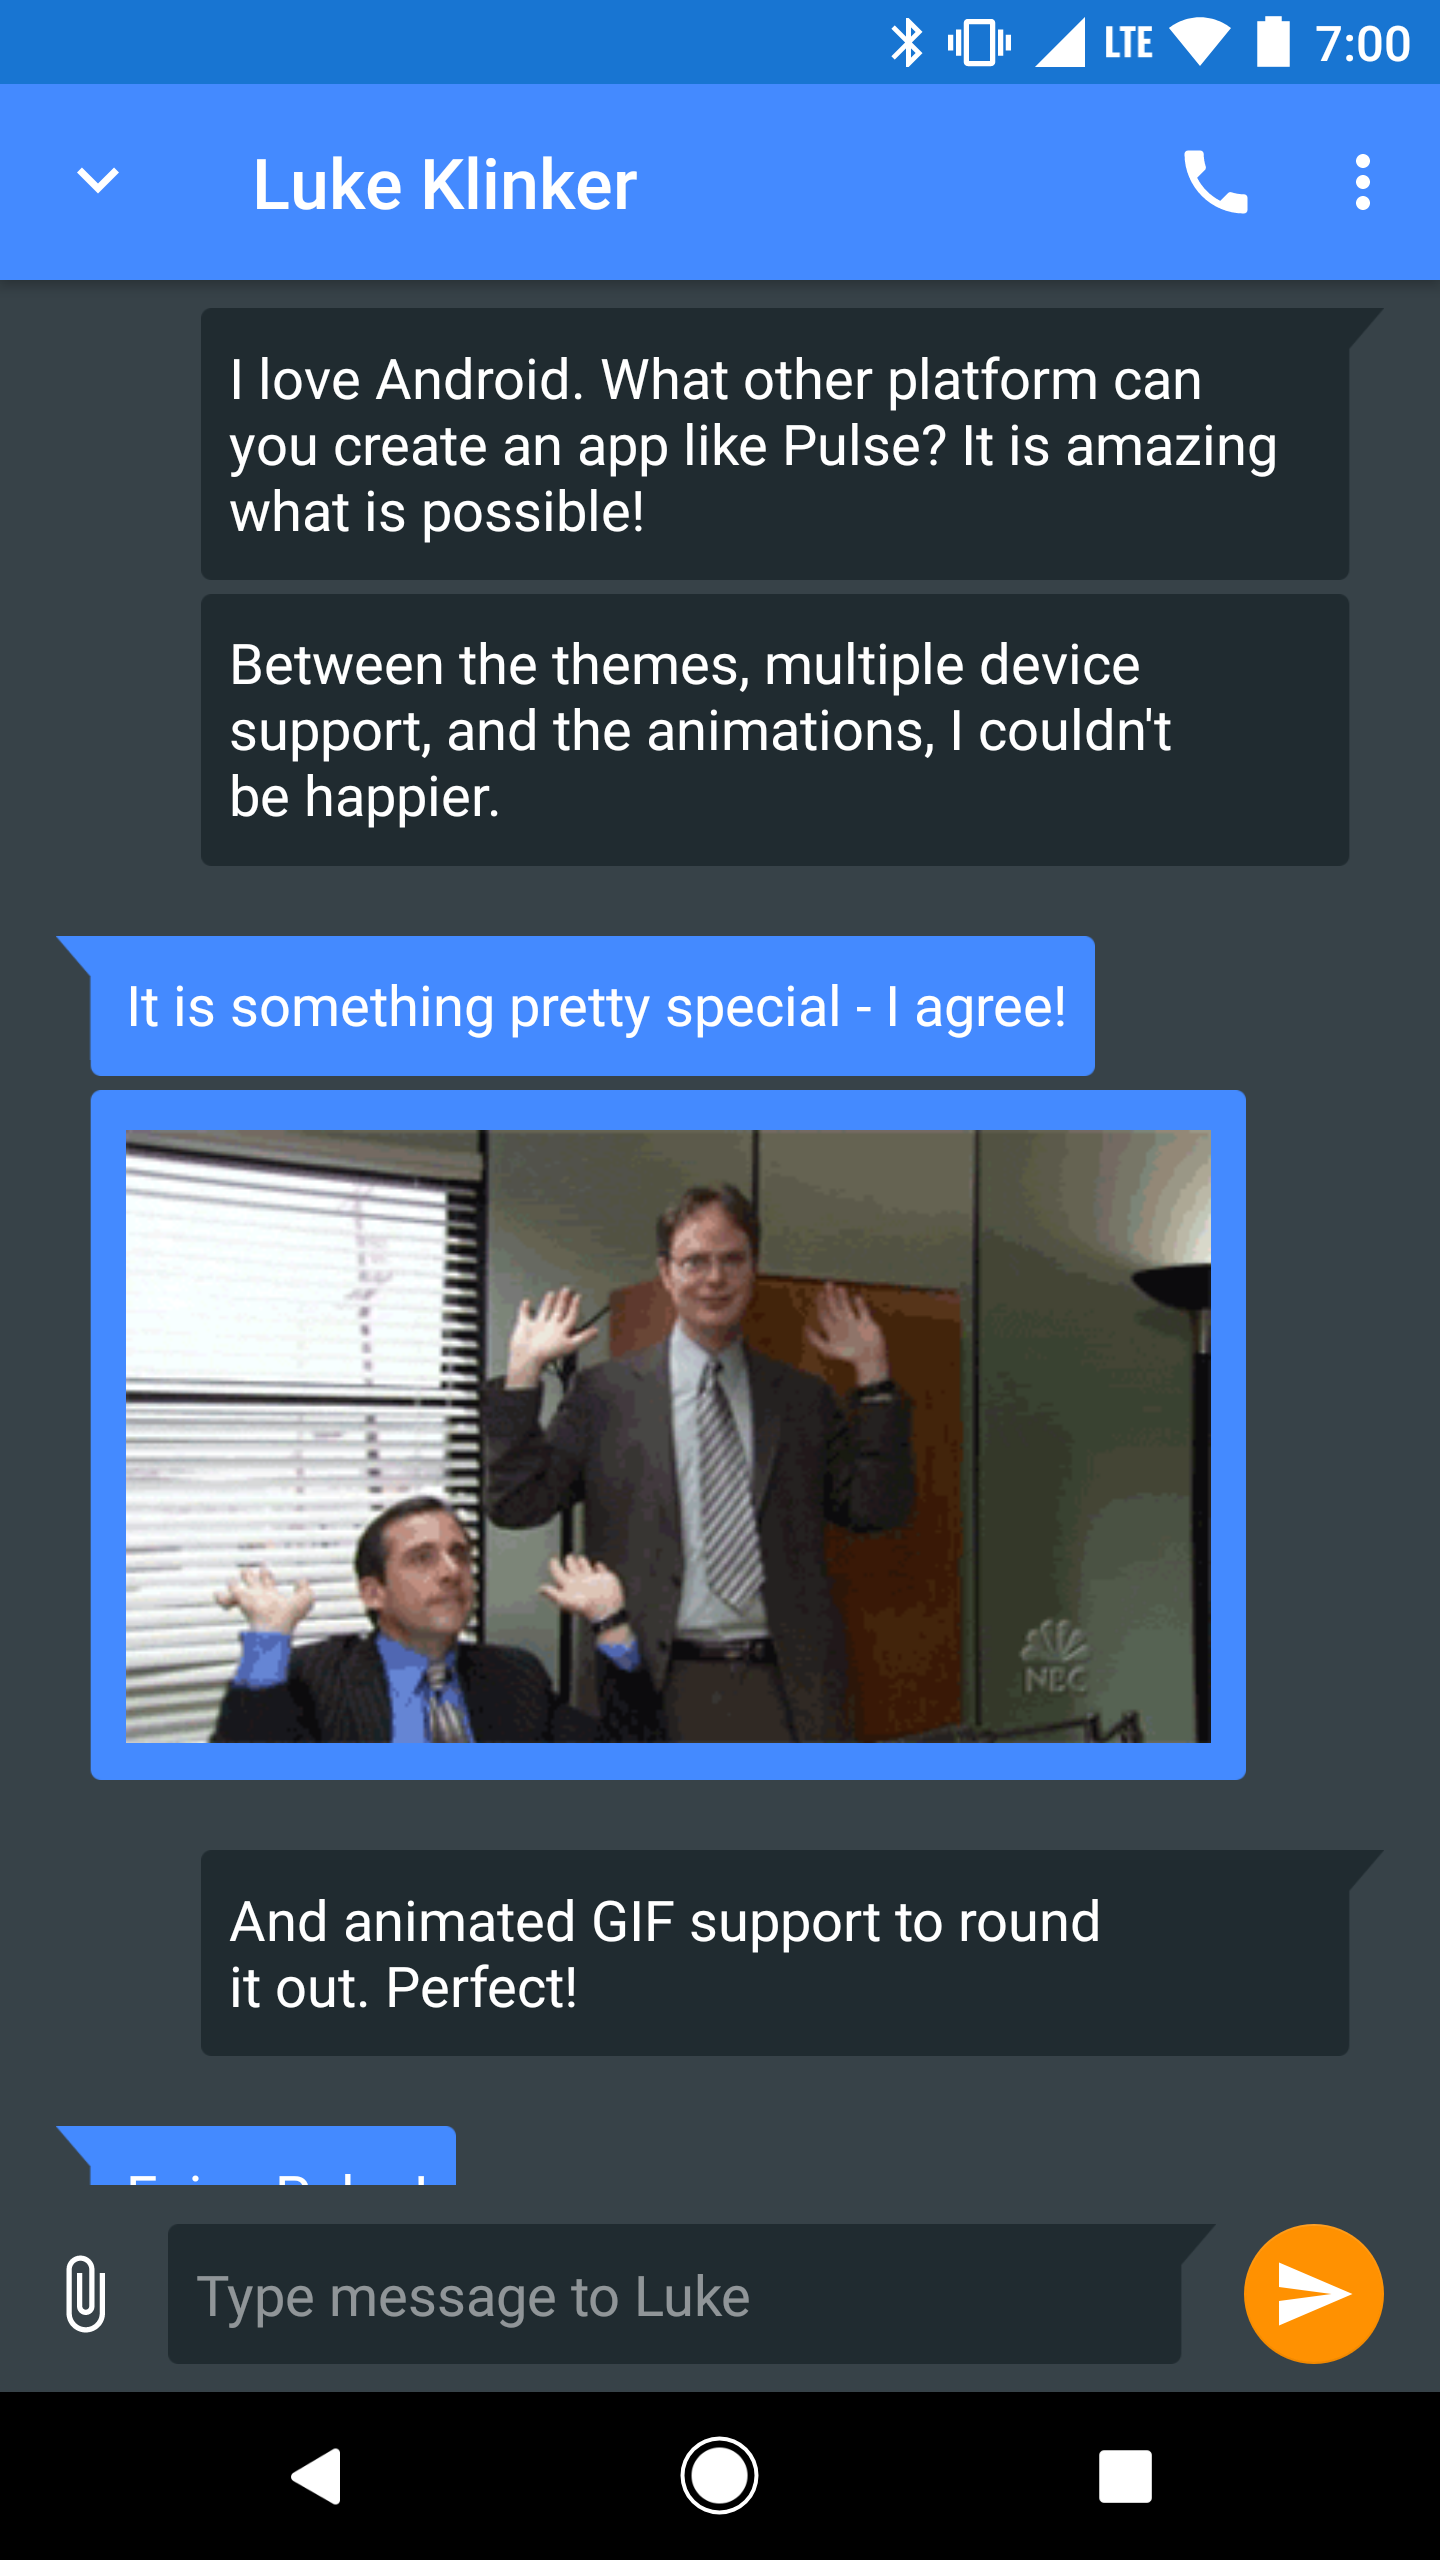 LTE 7:00
Luke Klinker
I love Android. What other platform can
you create an app like Pulse? It is amazing
what is possible!
Between the themes, multiple device
support, and the animations, I couldn't
be happier.
It is something pretty special - I agree!
NBC
And animated GIF support to round
it out. Perfect!
Type message to Luke